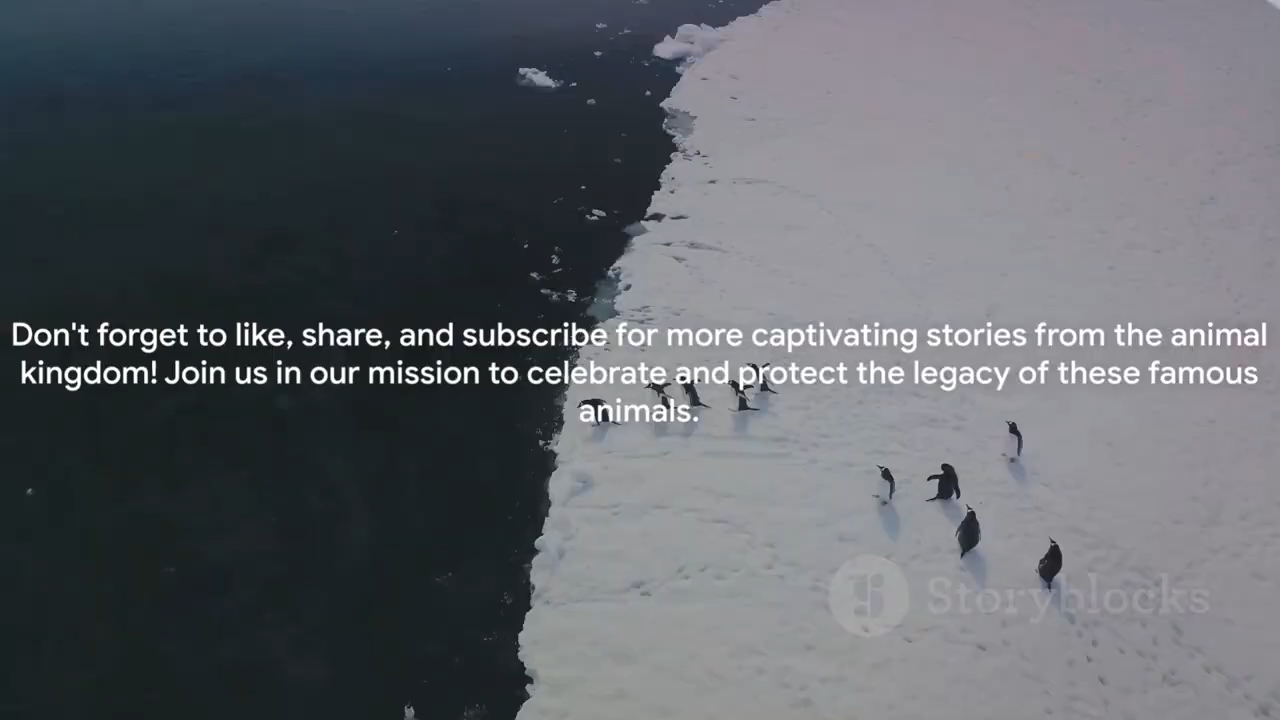 Don't forget to like, share, and subscribe for more captivating stories from the animal
kingdom! Join us in our mission to celebrate and protect the legacy of these famous
animals.
Storyblocks